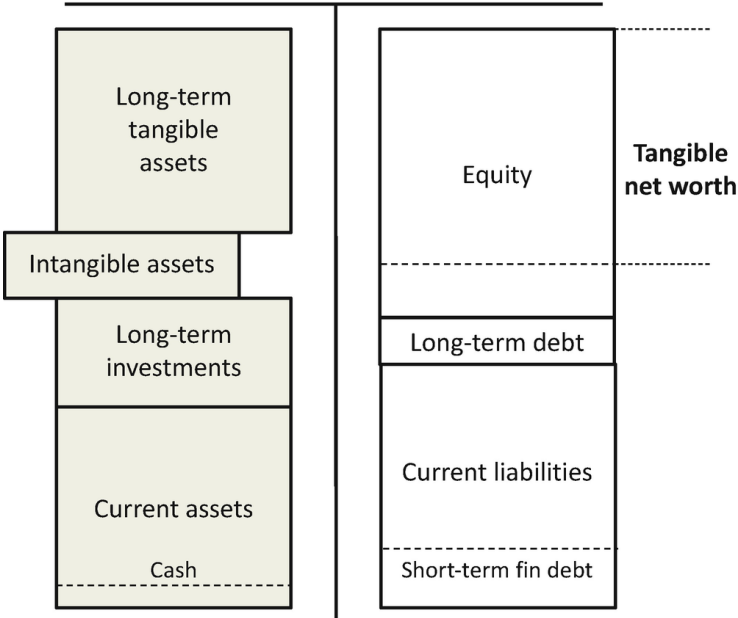 Long-term
tangible
assets
Intangible assets
Long-term
investments
Current assets
Cash
Equity
Long-term debt
Current liabilities
Short-term fin debt
Tangible
net worth